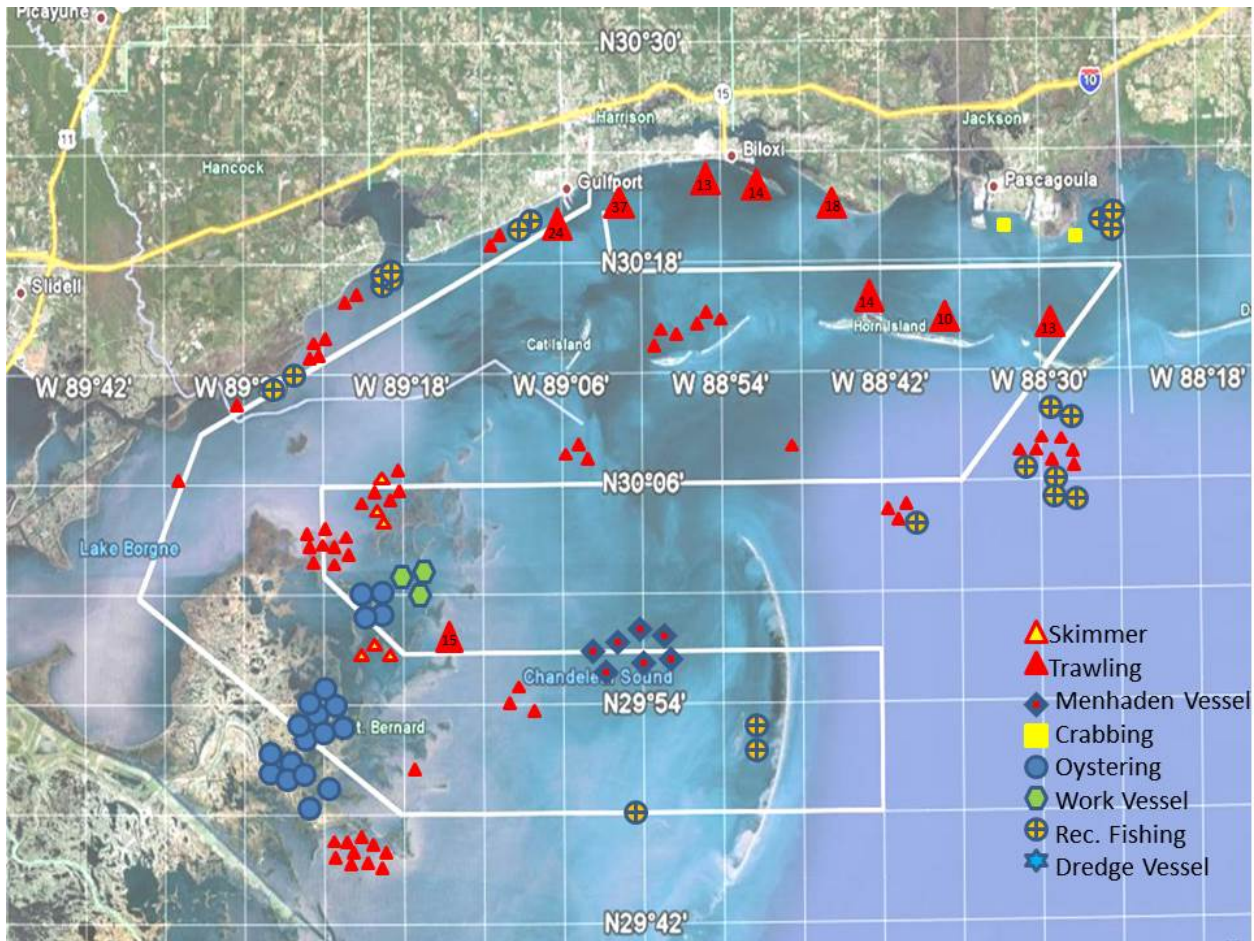 Picayune
N30°30'
10
15
11
Harrison
Jackson
Hancock
Biloxi
Gulfport
Pascagoula
13
14
37
18
24
N30°18'
Slidell
14
10
13
Horn Island
Cat Island
W 89°42'
W 89°18'
W 89°06'
W 88°54'
W 88°42'
W 88°30'
W 88°18'
N30°06'
Lake Borgne
Skimmer
15
Trawling
Chandeleur Sound
N29°54'
Menhaden Vessel
t. Bernard
Crabbing
Oystering
Work Vessel
Rec. Fishing
Dredge Vessel
N29°42'